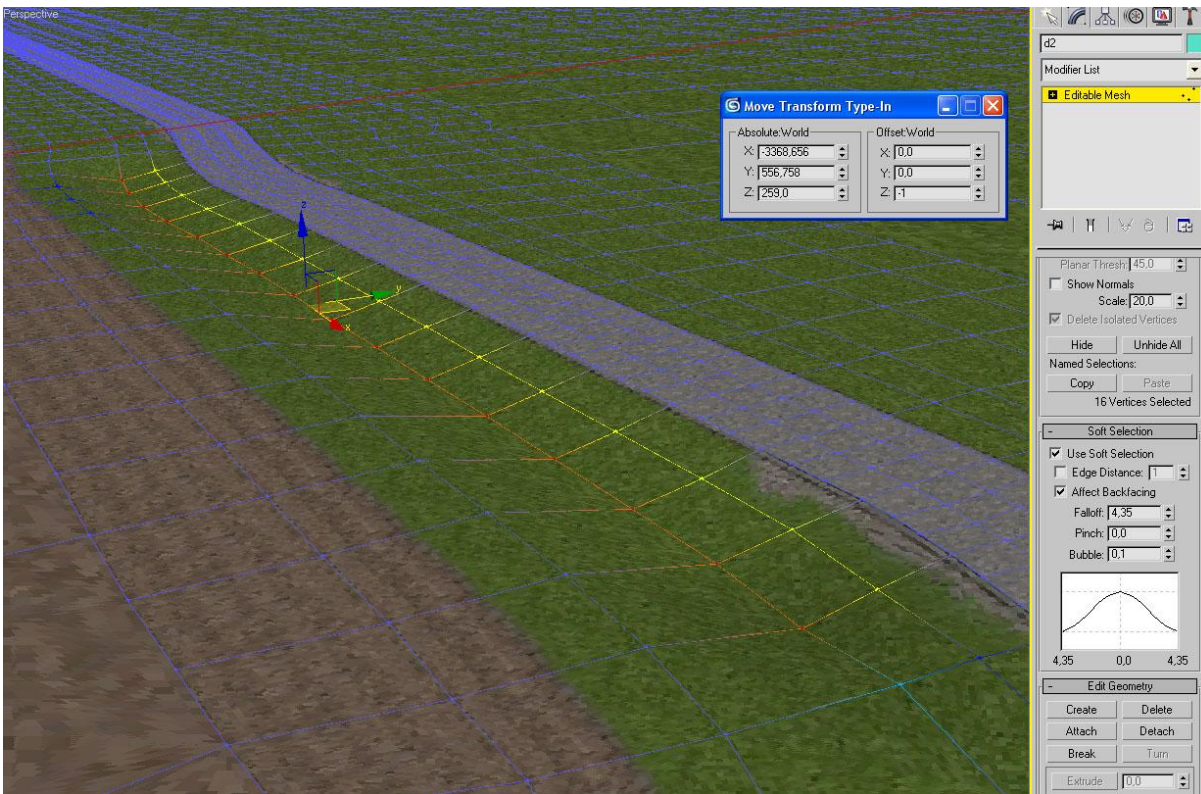 Perspective
z
y
x
Move Transform Type-In
Absolute:World
X: -3368,656
Y: 556,758
Z: 259,0
Offset:World
X: 0,0
Y: 0,0
Z: -1
d2
Modifier List
Editable Mesh
Planar Thresh: 45,0
Show Normals
Scale: 20,0
Delete Isolated Vertices
Hide Unhide All
Named Selections:
Copy Paste
16 Vertices Selected
- Soft Selection
Use Soft Selection
Edge Distance: 1
Affect Backfacing
Falloff: 4,35
Pinch: 0,0
Bubble: 0,1
4,35 0,0 4,35
- Edit Geometry
Create Delete
Attach Detach
Break Turn
Extrude 0,0